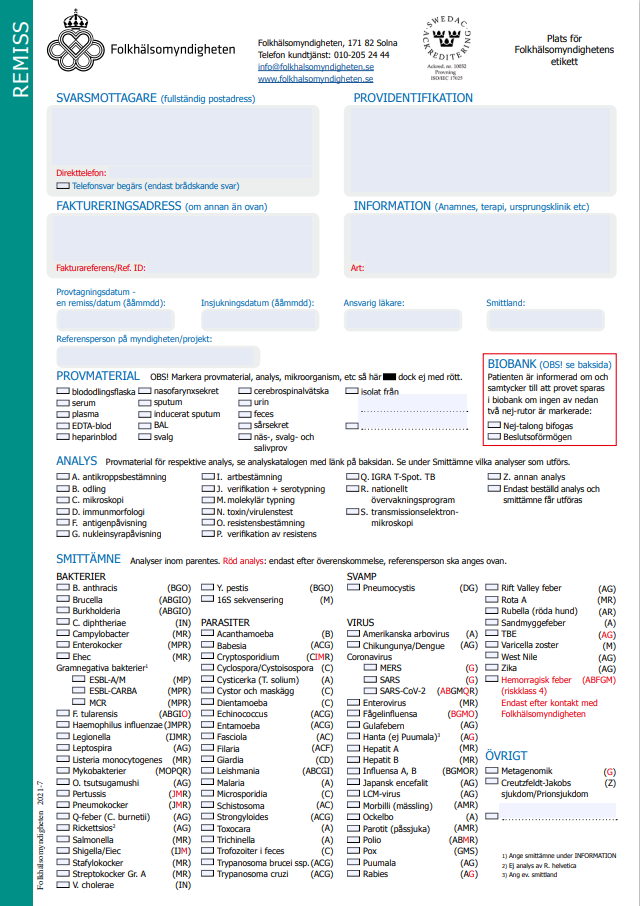 REMISS
Folkhälsomyndigheten
Folkhälsomyndigheten, 171 82 Solna
Telefon kundtjänst: 010-205 24 44
info@folkhalsomyndigheten.se
www.folkhalsomyndigheten.se
SWEDAC
ACKREDITERING
Ackred. nr. 10032
Provning
ISO/IEC 17025
Plats för
Folkhälsomyndighetens
etikett
SVARSMOTTAGARE (fullständig postadress)
Direkttelefon:
Telefonsvar begärs (endast brådskande svar)
PROVIDENTIFIKATION
FAKTURERINGSADRESS (om annan än ovan)
Fakturareferens/Ref. ID:
INFORMATION (Anamnes, terapi, ursprungsklinik etc)
Art:
Provtagningsdatum -
en remiss/datum (ååmmdd):
Insjukningsdatum (ååmmdd):
Ansvarig läkare:
Smittland:
Referensperson på myndigheten/projekt:
BIOBANK (OBS! se baksida)
Patienten är informerad om och
samtycker till att provet sparas
i biobank om ingen av nedan
två nej-rutor är markerade:
Nej-talong bifogas
Beslutsoförmögen
PROVMATERIAL OBS! Markera provmaterial, analys, mikroorganism, etc så här dock ej med rött.
blododlingsflaska
serum
plasma
EDTA-blod
heparinblod
nasofarynxsekret
sputum
inducerat sputum
BAL
svalg
cerebrospinalvätska
urin
feces
sårsekret
näs-, svalg- och
salivprov
isolat från
ANALYS Provmaterial för respektive analys, se analyskatalogen med länk på baksidan. Se under Smittämne vilka analyser som utförs.
A. antikroppsbestämning
B. odling
C. mikroskopi
D. immunmorfologi
F. antigenpåvisning
G. nukleinsyrapåvisning
I. artbestämning
J. verifikation + serotypning
M. molekylär typning
N. toxin/virulenstest
O. resistensbestämning
P. verifikation av resistens
Q. IGRA T-Spot. TB
R. nationellt
övervakningsprogram
S. transmissionselektron-
mikroskopi
Z. annan analys
Endast beställd analys och
smittämne får utföras
SMITTÄMNE Analyser inom parentes. Röd analys: endast efter överenskommelse, referensperson ska anges ovan.
BAKTERIER
B. anthracis (BGO)
Brucella (ABGIO)
Burkholderia (ABGIO)
C. diphtheriae (IN)
Campylobacter (MR)
Enterokocker (MPR)
Ehec (MR)
Gramnegativa bakterier1
ESBL-A/M (MP)
ESBL-CARBA (MPR)
MCR (MPR)
F. tularensis (ABGIO)
Haemophilus influenzae (JMPR)
Legionella (IJMR)
Leptospira (AG)
Listeria monocytogenes (MR)
Mykobakterier (MOPQR)
O. tsutsugamushi (AG)
Pertussis (JMR)
Pneumokocker (JMR)
Q-feber (C. burnetii) (AG)
Rickettsios2 (AG)
Salmonella (MR)
Shigella/Eiec (IJM)
Stafylokocker (MR)
Streptokocker Gr. A (MR)
V. cholerae (IN)
Y. pestis (BGO)
16S sekvensering (M)
PARASITER
Acanthamoeba (B)
Babesia (ACG)
Cryptosporidium (CIMR)
Cyclospora/Cystoisospora (C)
Cysticerka (T. solium) (A)
Cystor och maskägg (C)
Dientamoeba (C)
Echinococcus (ACG)
Entamoeba (ACG)
Fasciola (AC)
Filaria (ACF)
Giardia (CD)
Leishmania (ABCGI)
Malaria (A)
Microsporidia (C)
Schistosoma (AC)
Strongyloides (ACG)
Toxocara (A)
Trichinella (A)
Trofozoiter i feces (C)
Trypanosoma brucei ssp. (ACG)
Trypanosoma cruzi (ACG)
SVAMP
Pneumocystis (DG)
VIRUS
Amerikanska arbovirus (A)
Chikungunya/Dengue (AG)
Coronavirus
MERS (G)
SARS (G)
SARS-CoV-2 (ABGMQR)
Enterovirus (MR)
Fågelinfluensa (BGMO)
Gulafebern (AG)
Hanta (ej Puumala)3 (AG)
Hepatit A (MR)
Hepatit B (MR)
Influensa A, B (BGMOR)
Japansk encefalit (AG)
LCM-virus (AG)
Morbilli (mässling) (AMR)
Ockelbo (A)
Parotit (påssjuka) (AMR)
Polio (ABMR)
Pox (GMS)
Puumala (AG)
Rabies (AG)
Rift Valley feber (AG)
Rota A (MR)
Rubella (röda hund) (AR)
Sandmyggefeber (A)
TBE (AG)
Varicella zoster (M)
West Nile (AG)
Zika (AG)
Hemorragisk feber (ABFGM)
(riskklass 4)
Endast efter kontakt med
Folkhälsomyndigheten
ÖVRIGT
Metagenomik (G)
Creutzfeldt-Jakobs (Z)
sjukdom/Prionsjukdom
1) Ange smittämne under INFORMATION
2) Ej analys av R. helvetica
3) Ang ev. smittland
Folkhälsomyndigheten 2021-7